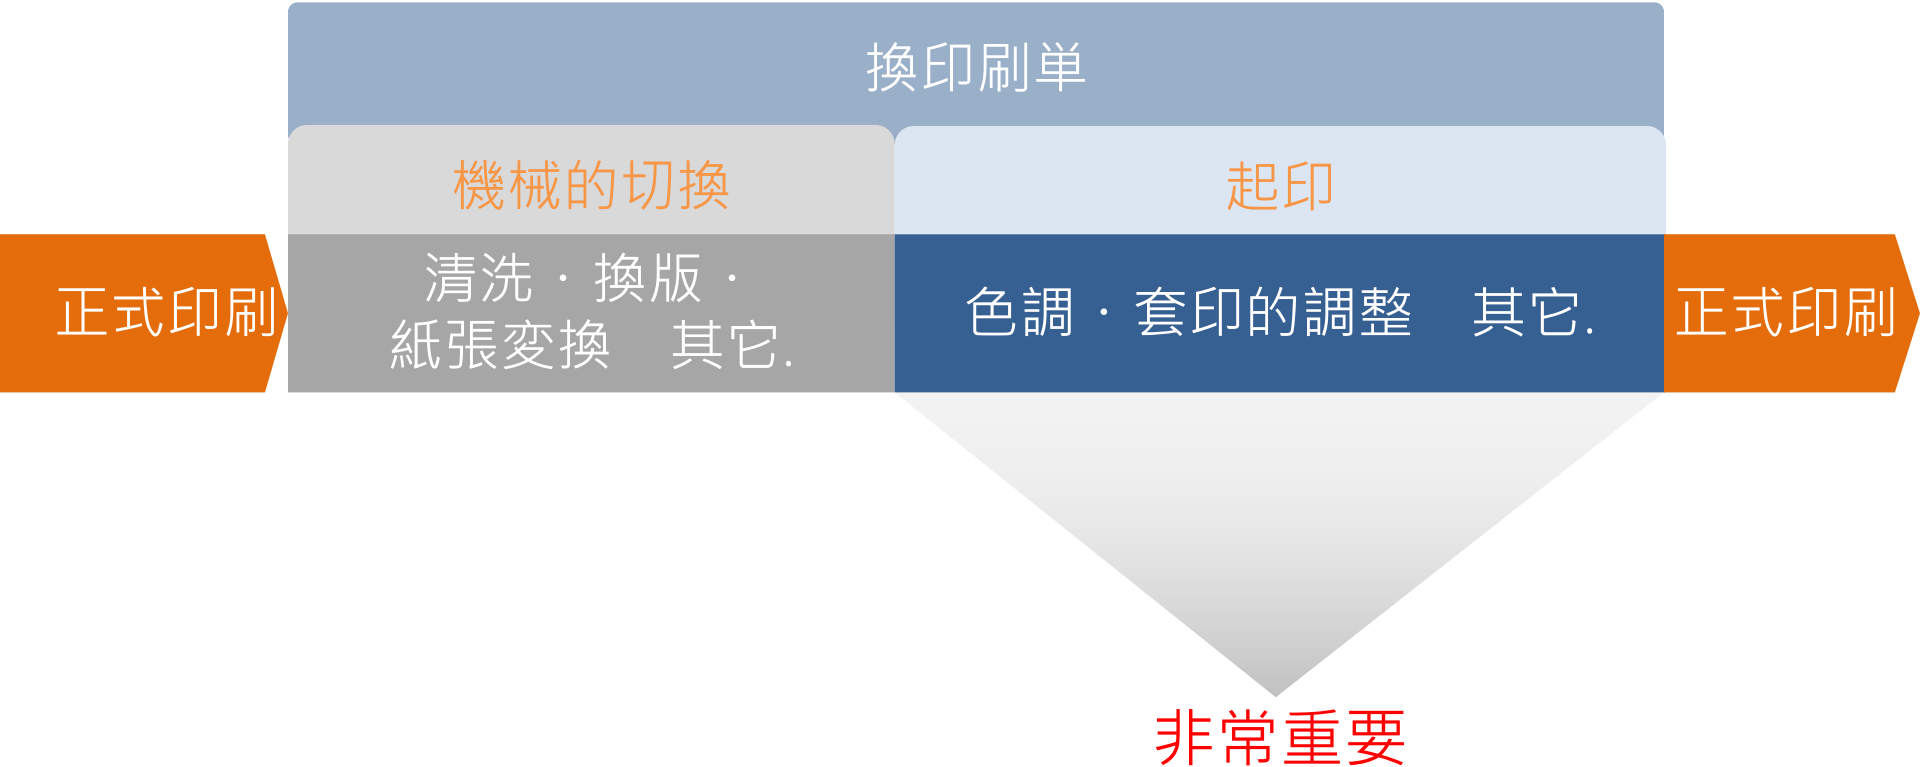 換印刷単
機械的切換
起印
正式印刷
清洗・換版・
紙張変換　其它.
色調・套印的調整　其它.
正式印刷
非常重要